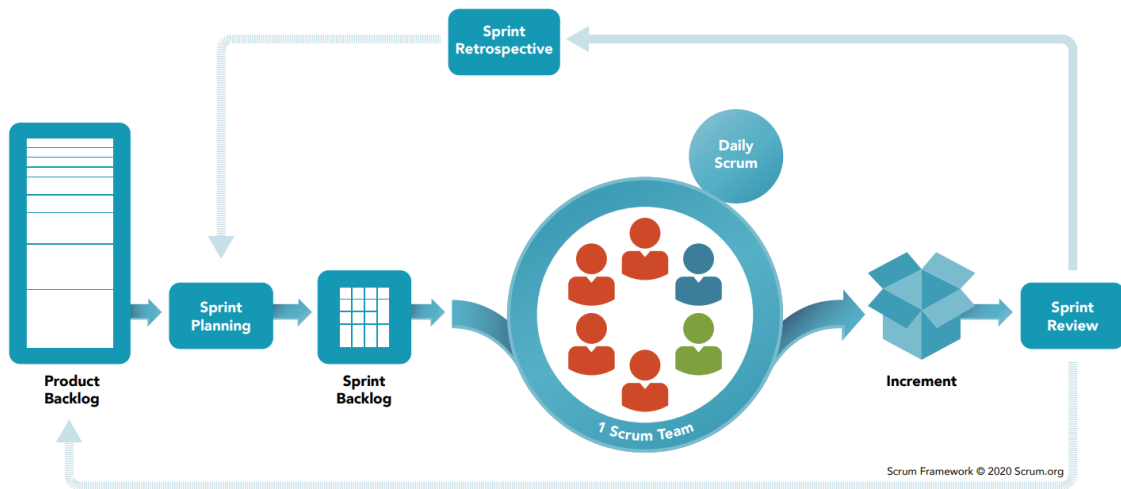 Sprint
Retrospective
Daily
Scrum
Sprint
Planning
Sprint
Review
Product
Backlog
Sprint
Backlog
Increment
1 Scrum Team
Scrum Framework © 2020 Scrum.org